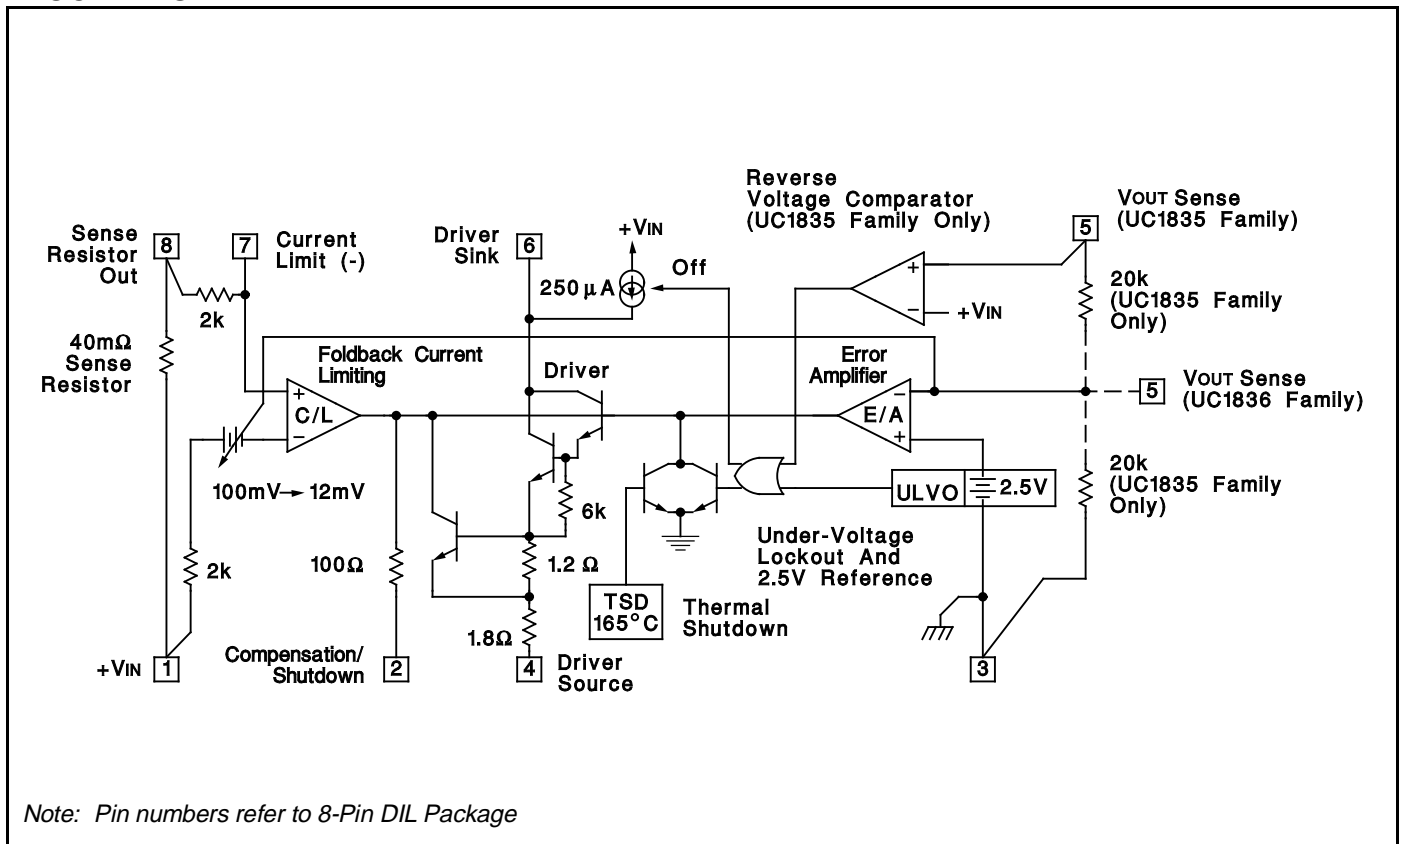 Reverse
Voltage Comparator
(UC1835 Family Only)
VOUT Sense
(UC1835 Family)
Sense
Resistor
Out
8
7
Current
Limit (-)
Driver
Sink
6
+VIN
5
Off
250 µA
+
−
+VIN
20k
(UC1835 Family
Only)
2k
40mΩ
Sense
Resistor
Foldback Current
Limiting
Driver
Error
Amplifier
5
VOUT Sense
(UC1836 Family)
+
C/L
−
−
E/A
+
100mV→ 12mV
6k
ULVO
2.5V
20k
(UC1835 Family
Only)
Under-Voltage
Lockout And
2.5V Reference
2k
100Ω
1.2 Ω
TSD
165°C
Thermal
Shutdown
1.8Ω
+VIN
1
Compensation/
Shutdown
2
4
Driver
Source
3
Note: Pin numbers refer to 8-Pin DIL Package